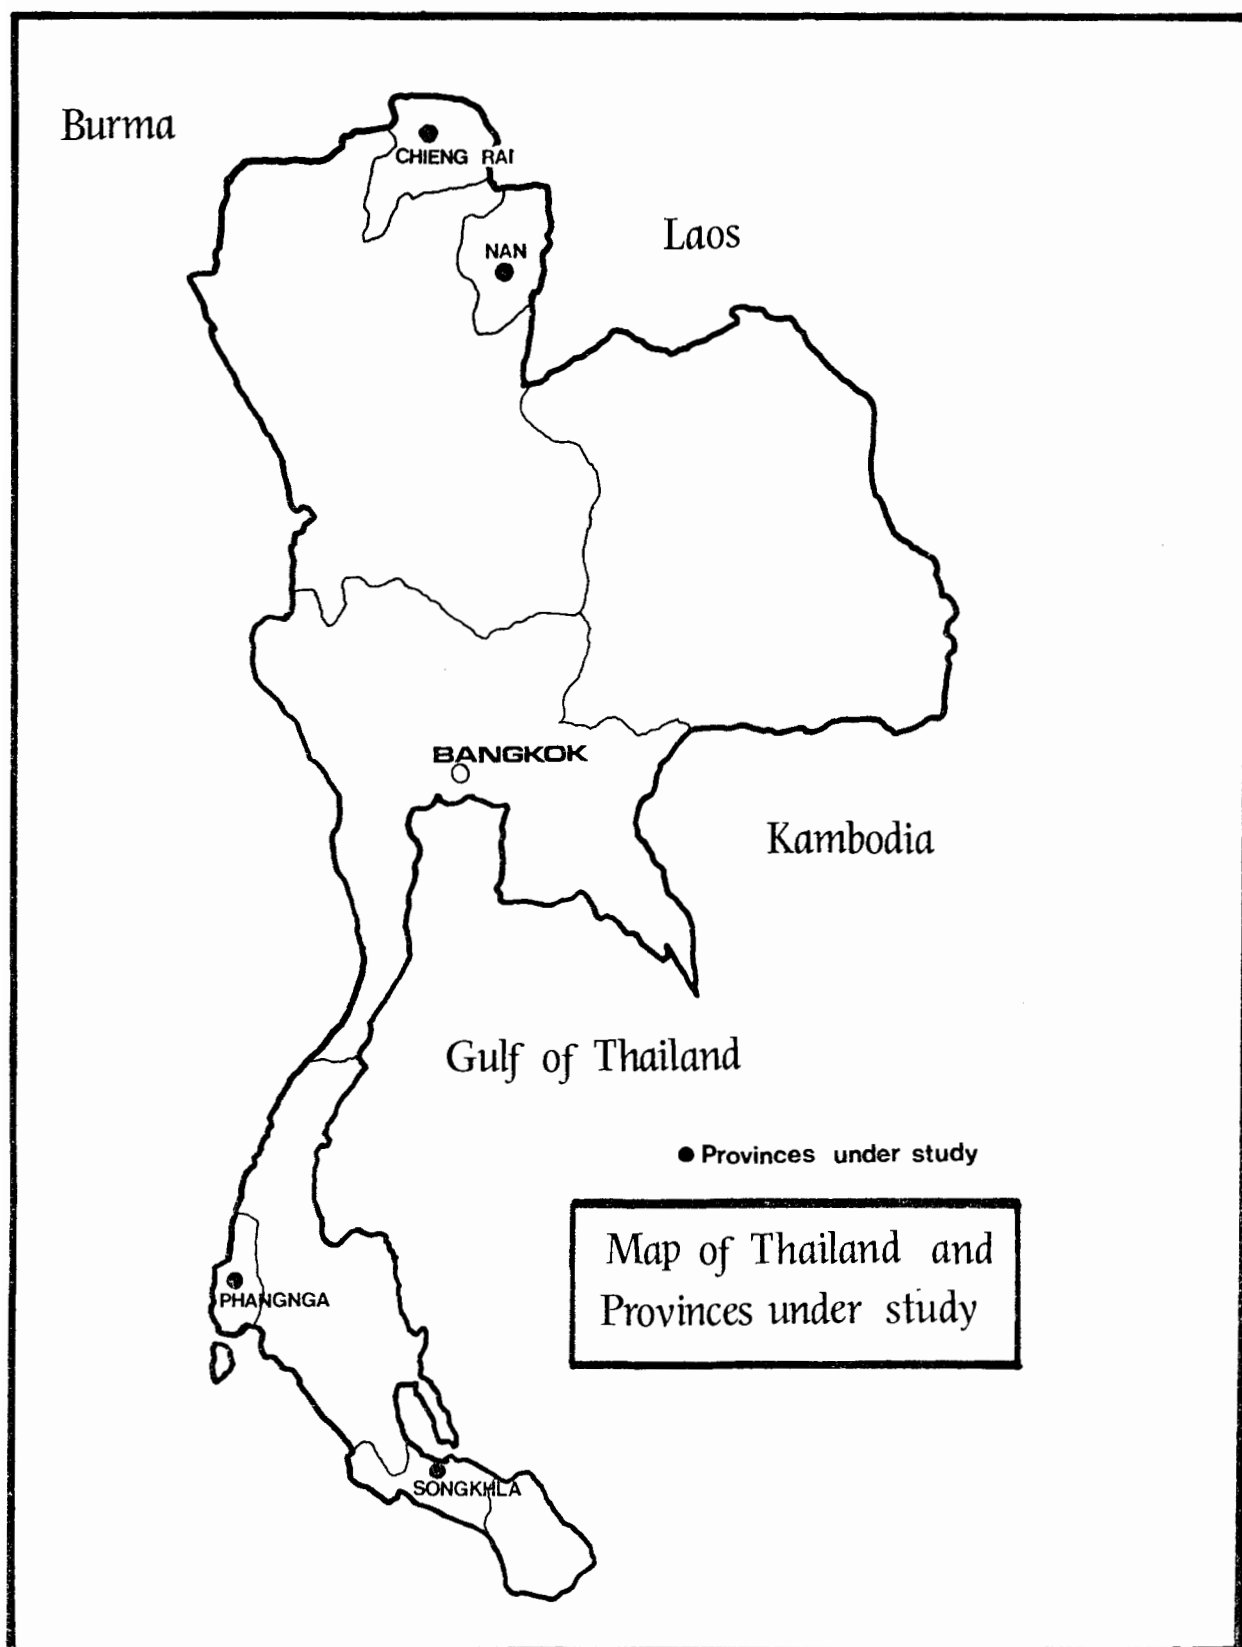 Burma
CHIENG RAI
Laos
NAN
BANGKOK
Kambodia
Gulf of Thailand
Provinces under study
Map of Thailand and
Provinces under study
PHANGNGA
SONGKHLA